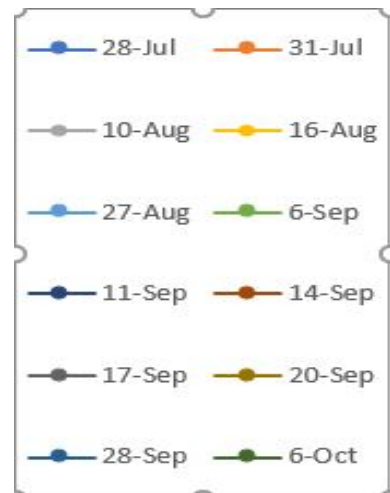 28-Jul 31-Jul
10-Aug 16-Aug
27-Aug 6-Sep
11-Sep 14-Sep
17-Sep 20-Sep
28-Sep 6-Oct